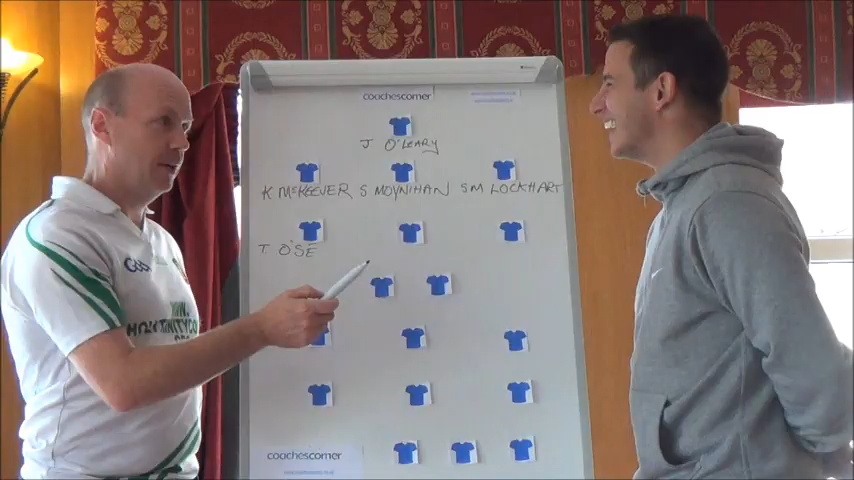 coachescorner
J O'LEARY
K McKEEVER S MOYNIHAN SM LOCKHART
T. O'SÉ
coachescorner